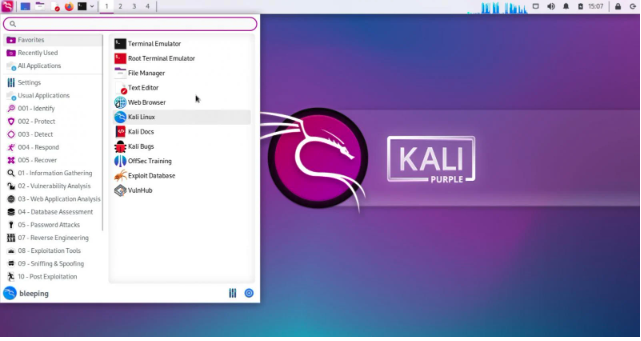 1 2 3 4
15:07
Favorites
Recently Used
All Applications
Settings
Usual Applications
001 - Identify
002 - Protect
003 - Detect
004 - Respond
005 - Recover
01 - Information Gathering
02 - Vulnerability Analysis
03 - Web Application Analysis
04 - Database Assessment
05 - Password Attacks
07 - Reverse Engineering
08 - Exploitation Tools
09 - Sniffing & Spoofing
10 - Post Exploitation
Terminal Emulator
Root Terminal Emulator
File Manager
Text Editor
Web Browser
Kali Linux
Kali Docs
Kali Bugs
OffSec Training
Exploit Database
VulnHub
bleeping
KALI
PURPLE